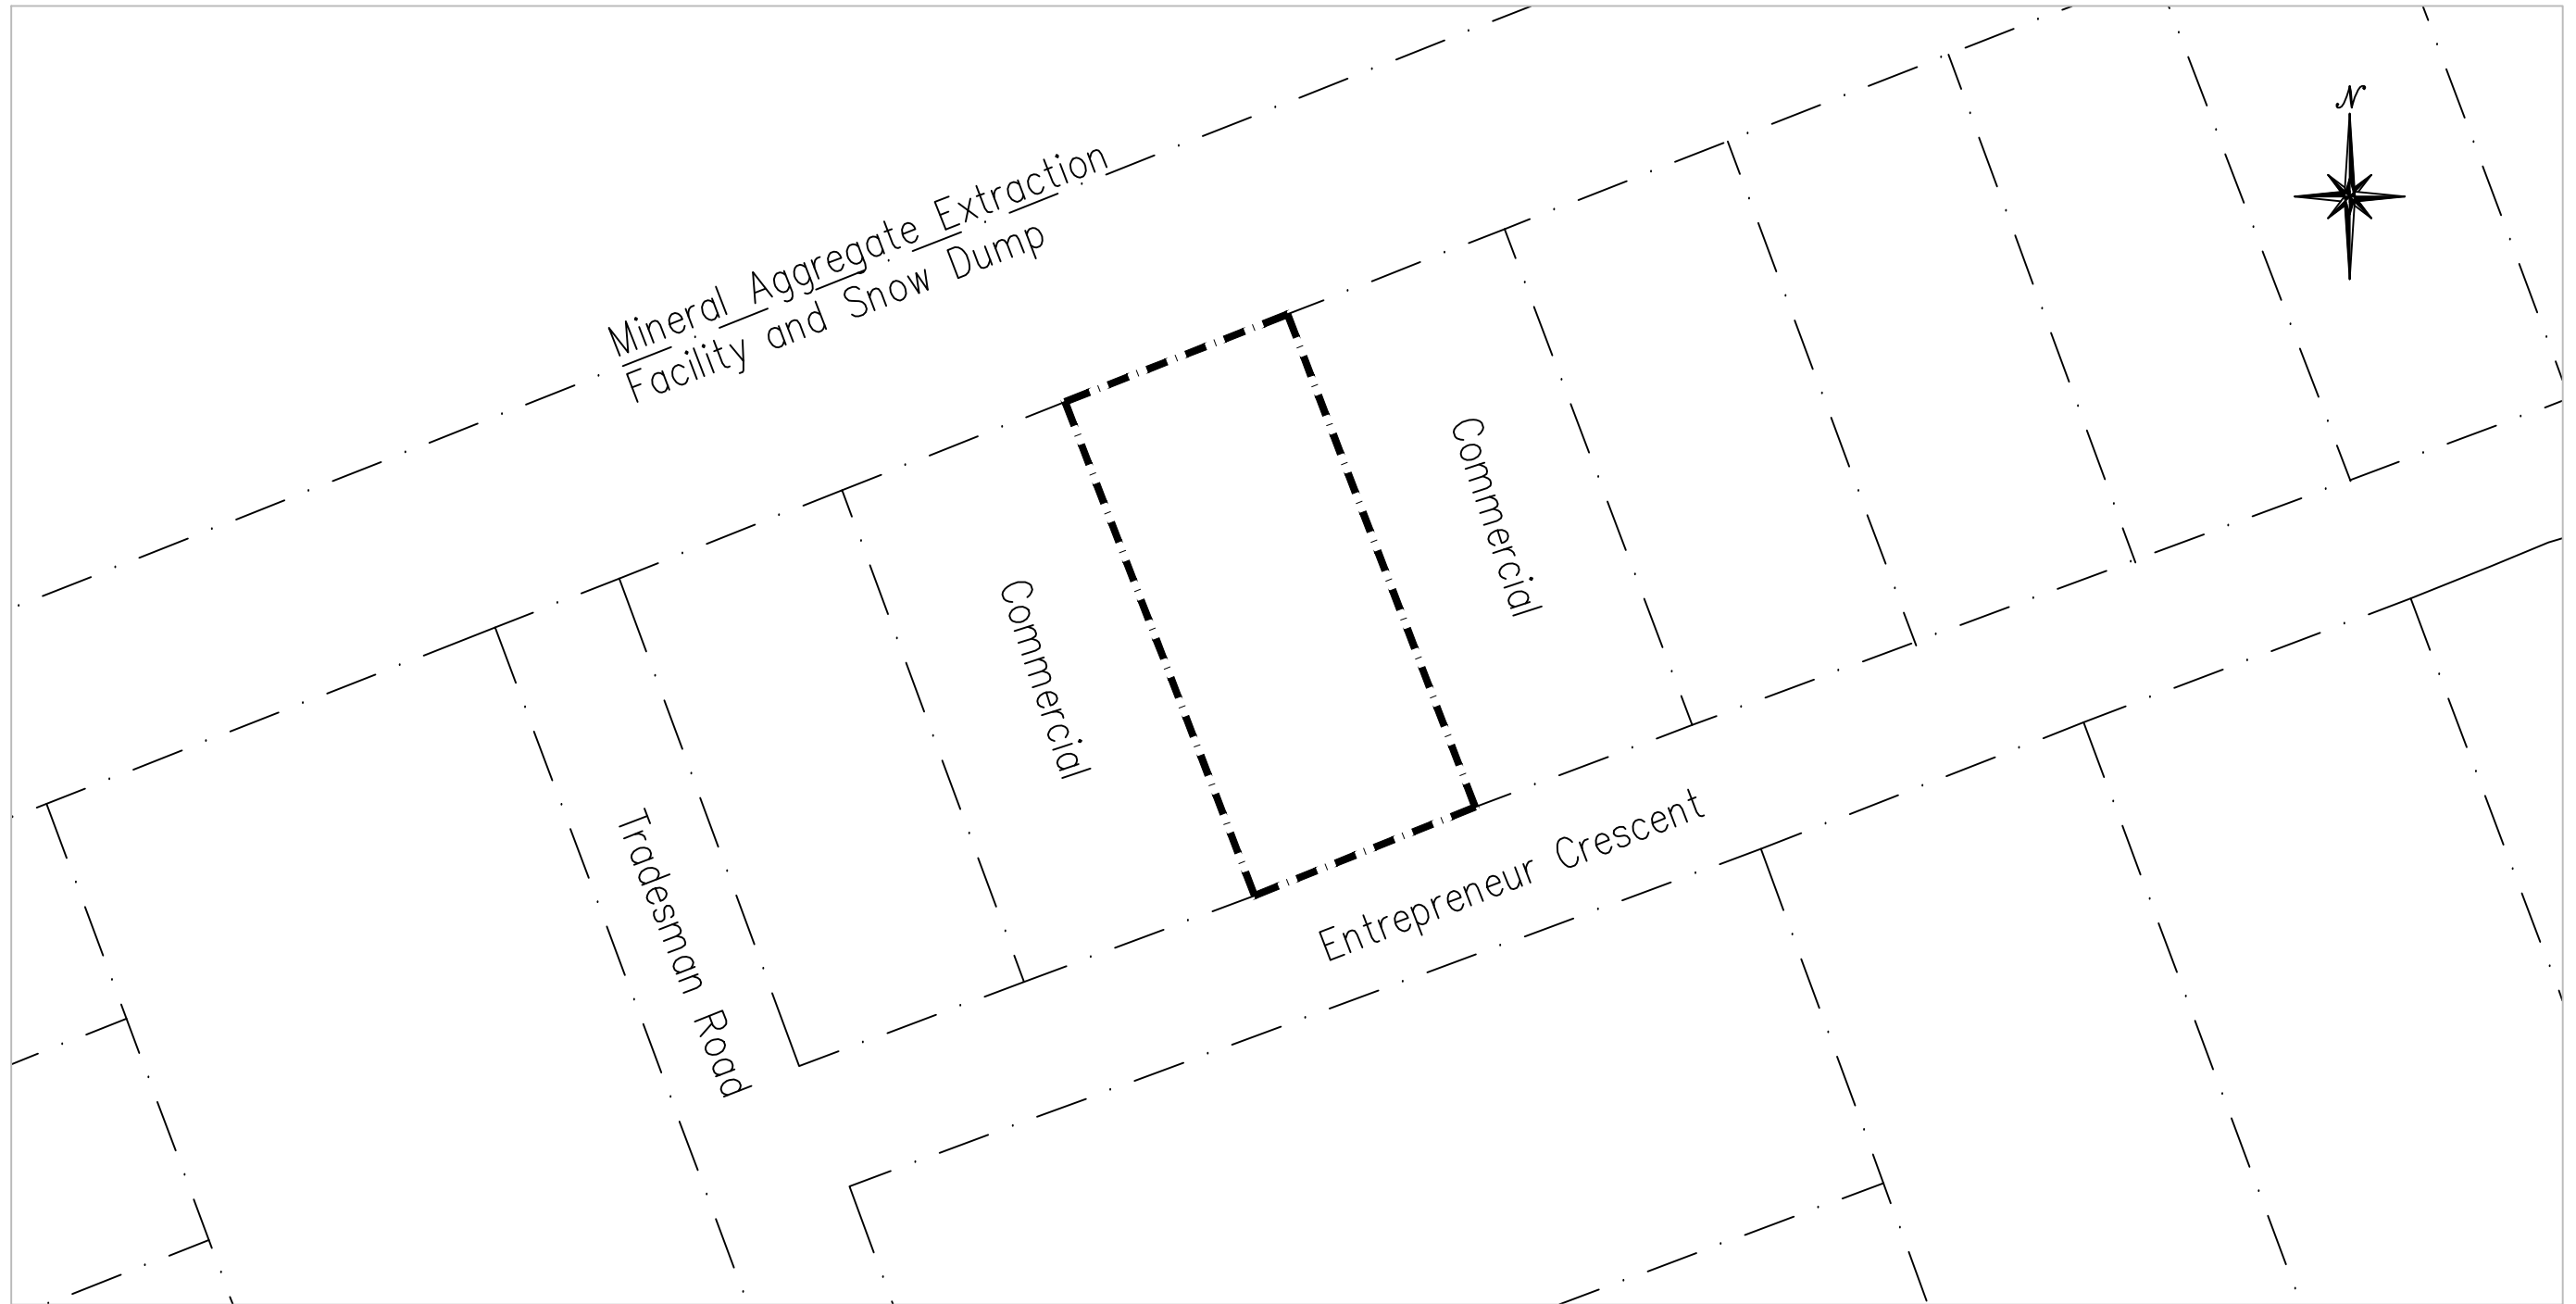 N
Mineral Aggregate Extraction
Facility and Snow Dump
Commercial
Commercial
Tradesman Road
Entrepreneur Crescent